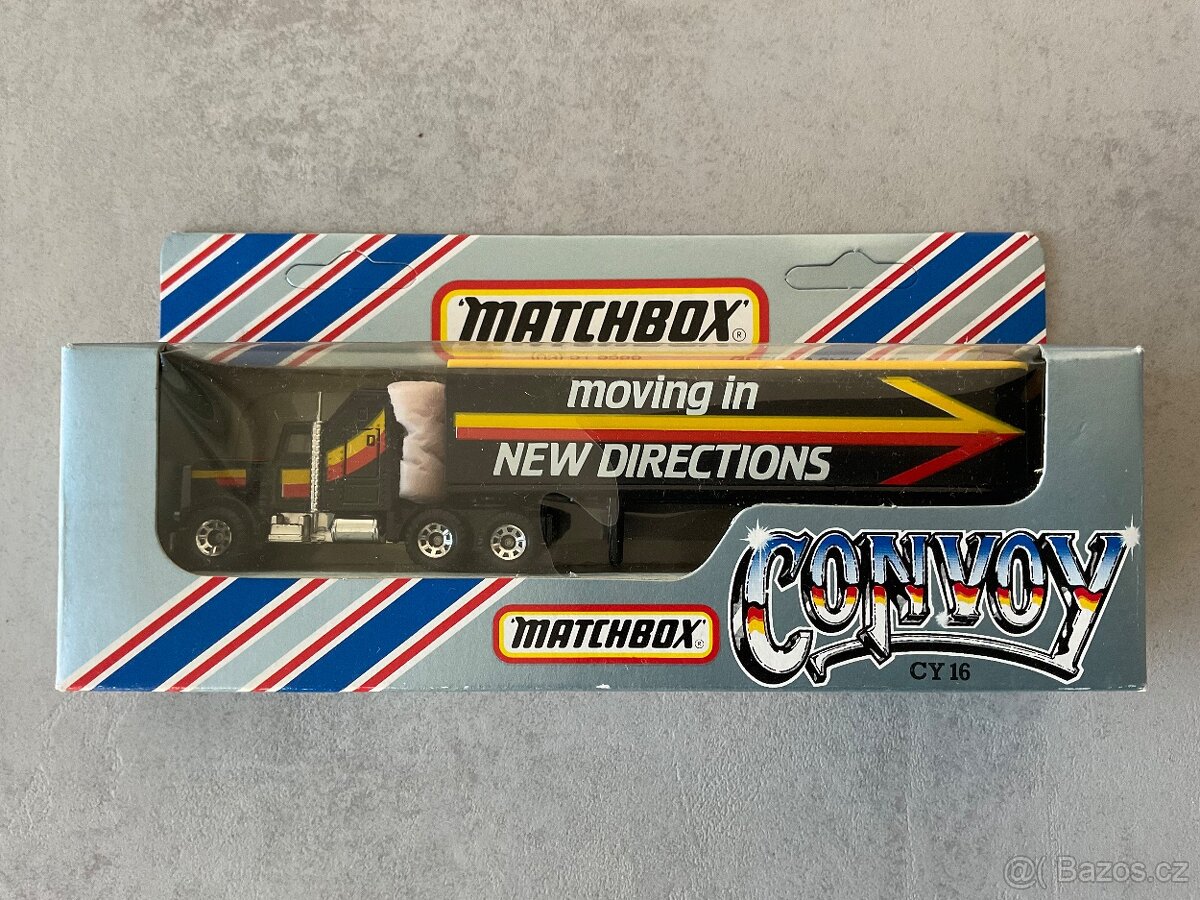 'MATCHBOX' ®
moving in
NEW DIRECTIONS
D
CONVOY
'MATCHBOX' ®
CY 16
@( Bazos.cz